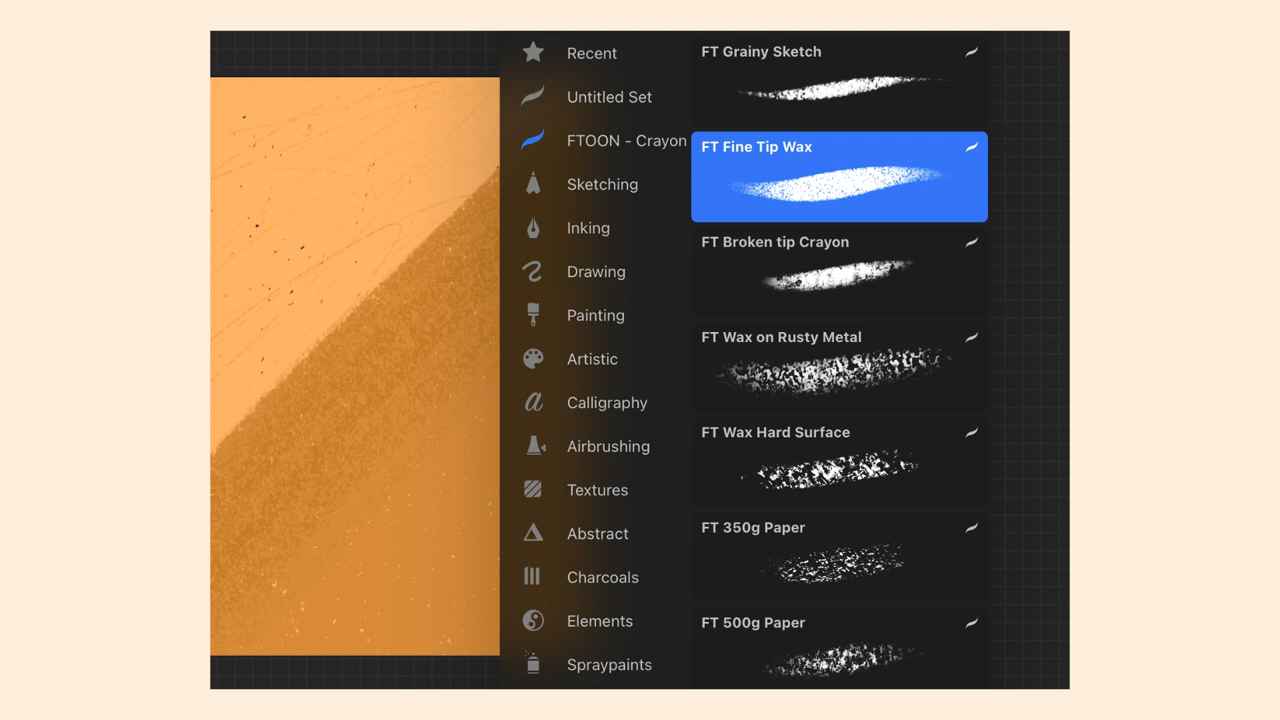 Recent
Untitled Set
FTOON - Crayon
Sketching
Inking
Drawing
Painting
Artistic
Calligraphy
Airbrushing
Textures
Abstract
Charcoals
Elements
Spraypaints
FT Grainy Sketch
FT Fine Tip Wax
FT Broken tip Crayon
FT Wax on Rusty Metal
FT Wax Hard Surface
FT 350g Paper
FT 500g Paper